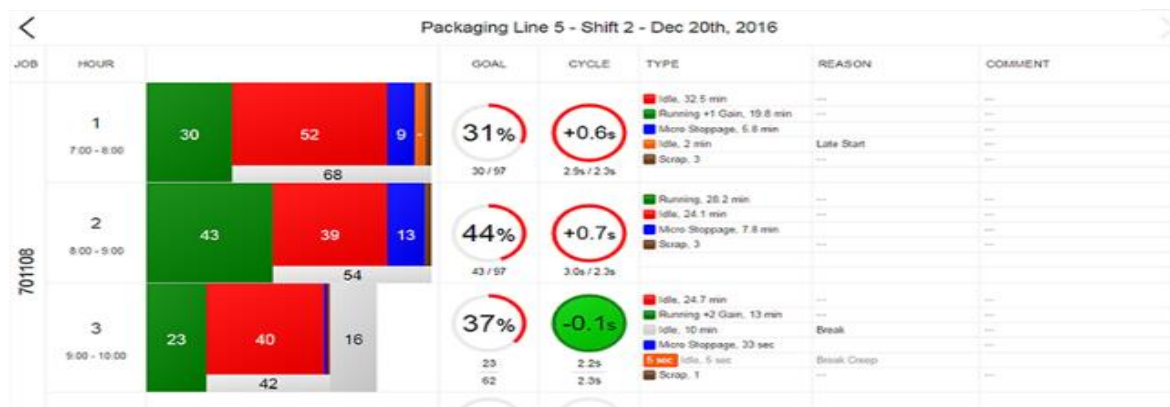 Packaging Line 5 - Shift 2 - Dec 20th, 2016
JOB HOUR GOAL CYCLE TYPE REASON COMMENT
701108
1
7:00 - 8:00
30 52 9 -
68
31%
30 / 97
+0.6s
2.9s / 2.3s
Idle, 32.5 min --- ---
Running +1 Gain, 19.8 min --- ---
Micro Stoppage, 5.8 min --- ---
Idle, 2 min Late Start ---
Scrap, 3 --- ---
2
8:00 - 9:00
43 39 13
54
44%
43 / 97
+0.7s
3.0s / 2.3s
Running, 28.2 min --- ---
Idle, 24.1 min --- ---
Micro Stoppage, 7.8 min --- ---
Scrap, 3 --- ---
3
9:00 - 10:00
23 40 16
42
37%
23
62
-0.1s
2.2s
2.3s
Idle, 24.7 min --- ---
Running +2 Gain, 13 min --- ---
Idle, 10 min Break ---
Micro Stoppage, 33 sec --- ---
5 sec Idle, 5 sec Break Creep ---
Scrap, 1 --- ---